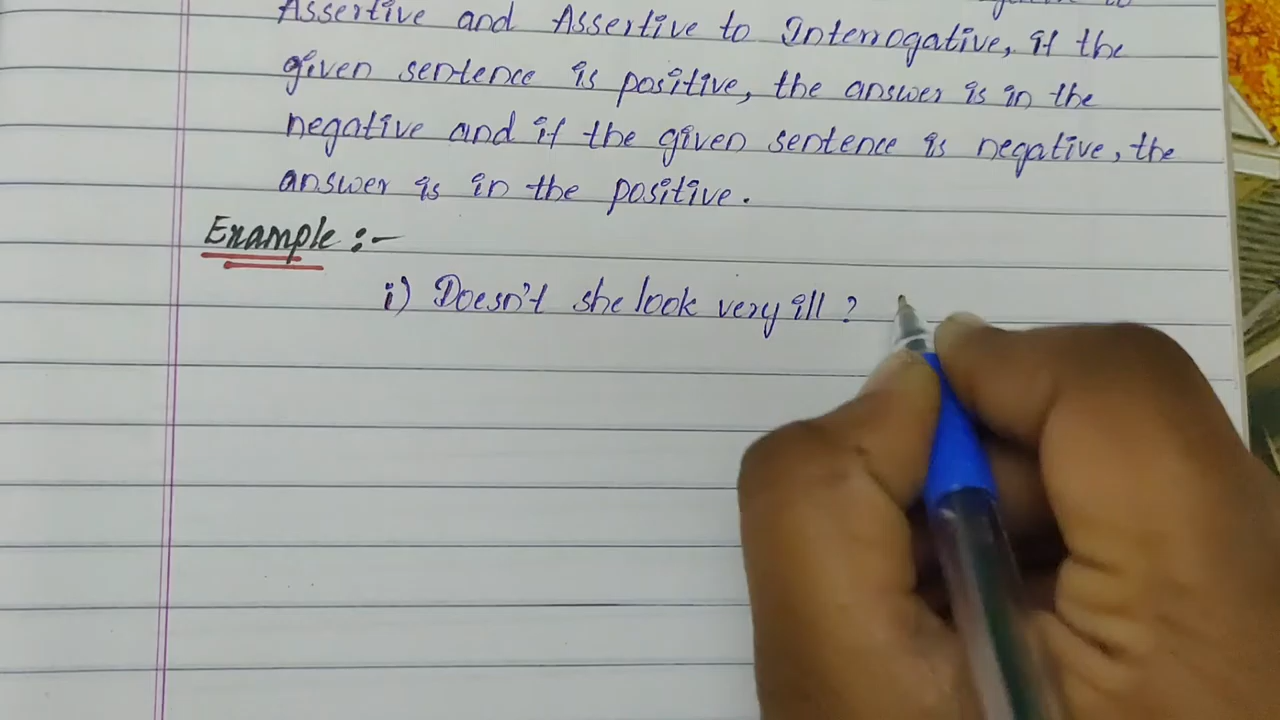 Assertive and Assertive to Interrogative, if the
given sentence is positive, the answer is in the
negative and if the given sentence is negative, the
answer is in the positive.
Example :-
i) Doesn't she look very ill ?